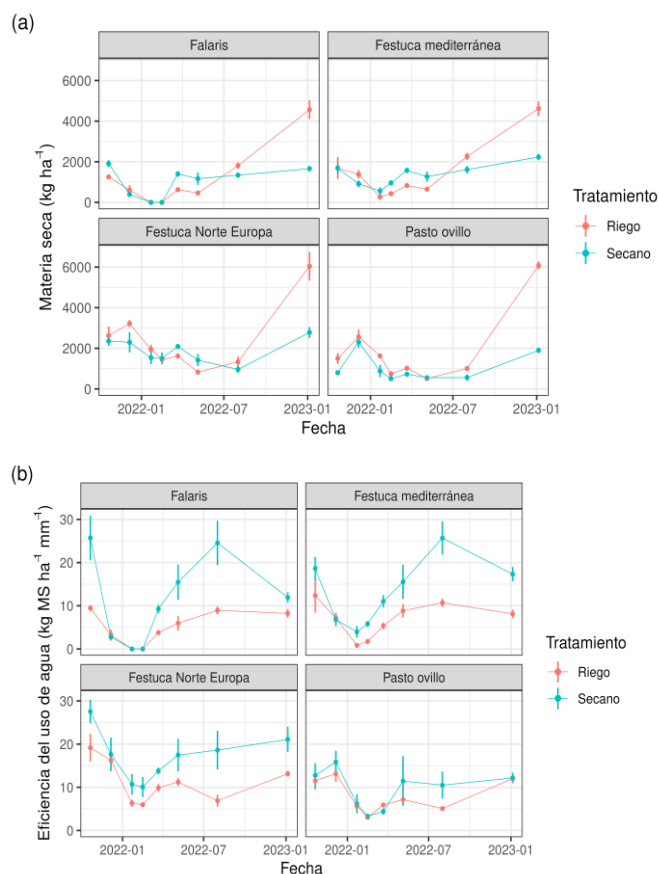 (a)
Falaris
Festuca mediterránea
6000
4000
2000
0
Festuca Norte Europa
Pasto ovillo
6000
4000
2000
0
Materia seca (kg ha⁻¹)
2022-01
2022-07
2023-01
2022-01
2022-07
2023-01
Fecha
Tratamiento
Riego
Secano
(b)
Falaris
Festuca mediterránea
30
20
10
0
Festuca Norte Europa
Pasto ovillo
30
20
10
0
Eficiencia del uso de agua (kg MS ha⁻¹ mm⁻¹)
2022-01
2022-07
2023-01
2022-01
2022-07
2023-01
Fecha
Tratamiento
Riego
Secano